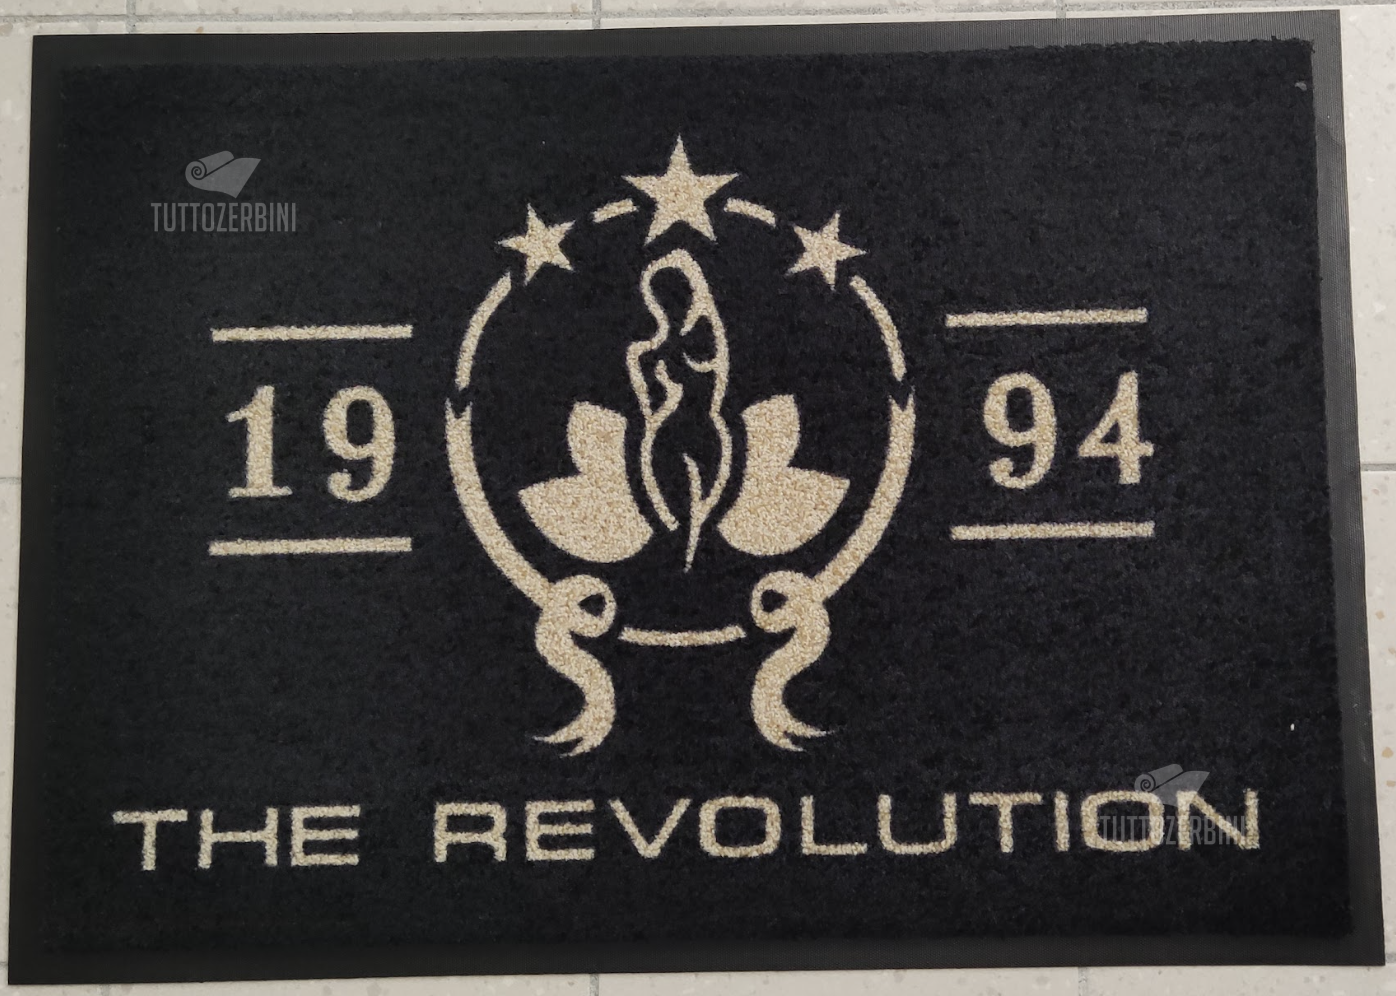 TUTTOZERBINI
19 94
THE REVOLUTION
TUTTOZERBINI